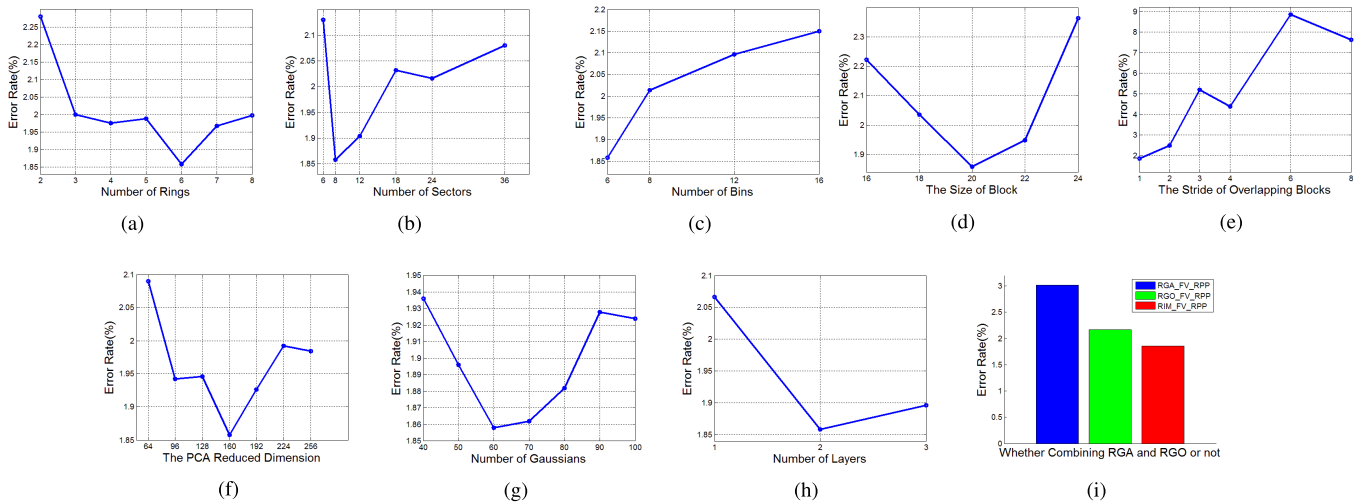 2.25
2.2
2.15
2.1
2.05
2
1.95
1.9
1.85
Error Rate(%)
2 3 4 5 6 7 8
Number of Rings
(a)
2.1
2.05
2
1.95
1.9
1.85
Error Rate(%)
6 8 12 18 24 36
Number of Sectors
(b)
2.2
2.15
2.1
2.05
2
1.95
1.9
1.85
Error Rate(%)
6 8 12 16
Number of Bins
(c)
2.3
2.2
2.1
2
1.9
Error Rate(%)
16 18 20 22 24
The Size of Block
(d)
9
8
7
6
5
4
3
2
Error Rate(%)
1 2 3 4 6 8
The Stride of Overlapping Blocks
(e)
2.1
2.05
2
1.95
1.9
1.85
Error Rate(%)
64 96 128 160 192 224 256
The PCA Reduced Dimension
(f)
1.95
1.94
1.93
1.92
1.91
1.9
1.89
1.88
1.87
1.86
1.85
Error Rate(%)
40 50 60 70 80 90 100
Number of Gaussians
(g)
2.1
2.05
2
1.95
1.9
1.85
Error Rate(%)
1 2 3
Number of Layers
(h)
3
2.5
2
1.5
1
0.5
0
Error Rate(%)
RGA_FV_RPP
RGO_FV_RPP
RIM_FV_RPP
Whether Combining RGA and RGO or not
(i)